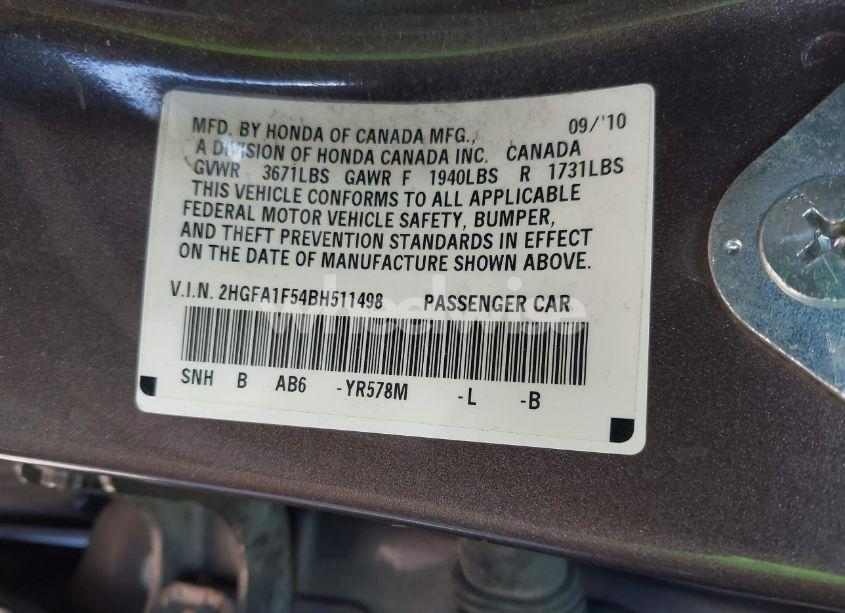 MFD. BY HONDA OF CANADA MFG., 09/'10
A DIVISION OF HONDA CANADA INC. CANADA
GVWR 3671LBS GAWR F 1940LBS R 1731LBS
THIS VEHICLE CONFORMS TO ALL APPLICABLE
FEDERAL MOTOR VEHICLE SAFETY, BUMPER,
AND THEFT PREVENTION STANDARDS IN EFFECT
ON THE DATE OF MANUFACTURE SHOWN ABOVE.
V.I.N. 2HGFA1F54BH511498 PASSENGER CAR
wheelwise
SNH B AB6 -YR578M -L -B